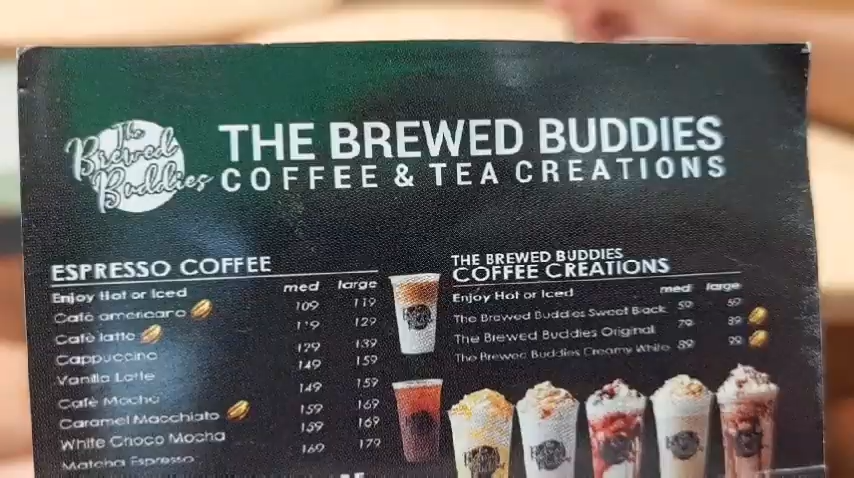 The Brewed Buddies
THE BREWED BUDDIES
COFFEE & TEA CREATIONS
ESPRESSO COFFEE
Enjoy Hot or Iced med large
Café americano 109 119
Café latte 119 129
Cappuccino 129 139
Vanilla Latte 149 159
Café Mocha 149 159
Caramel Macchiato 159 169
White Choco Mocha 159 169
Matcha Espresso 169 179
THE BREWED BUDDIES
COFFEE CREATIONS
Enjoy Hot or Iced med large
The Brewed Buddies Sweet Black 59
The Brewed Buddies Original 79 89
The Brewed Buddies Creamy White 89 99